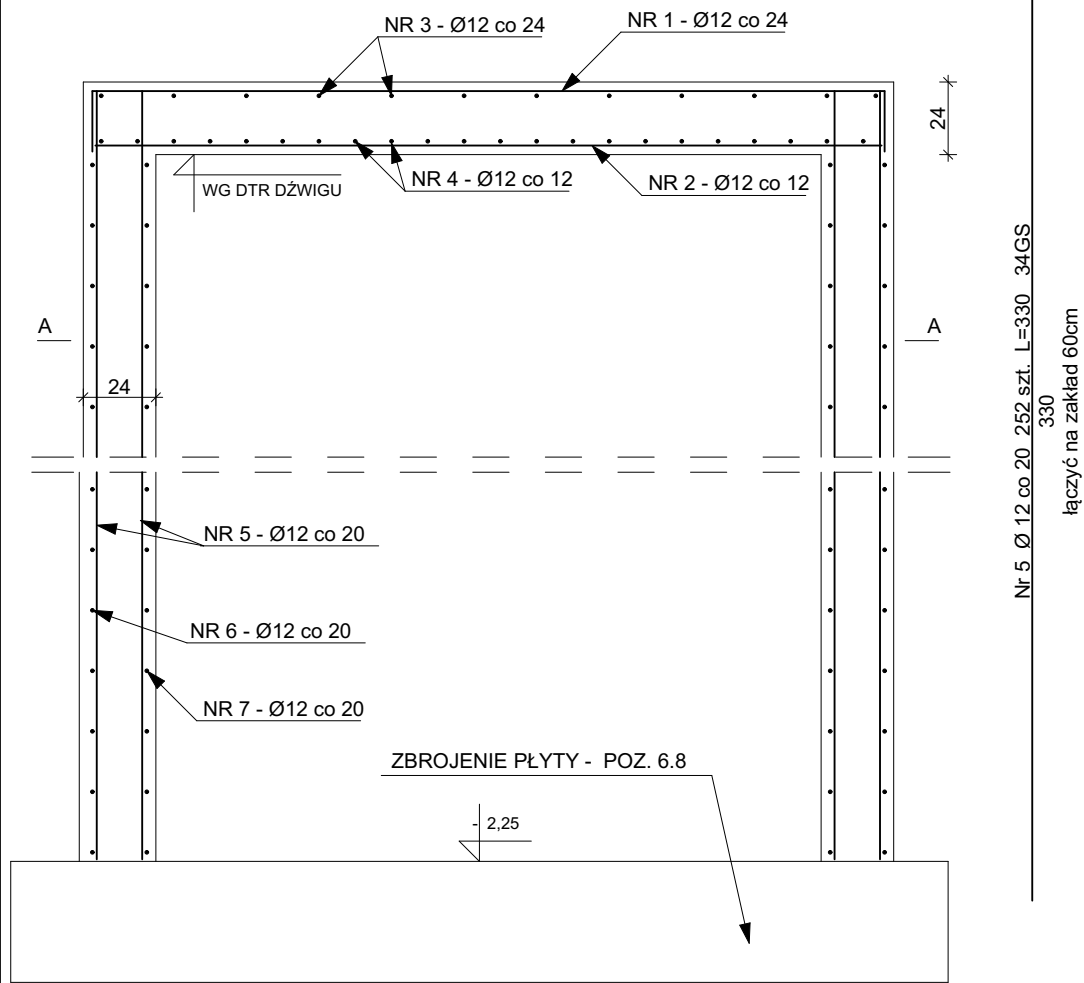 NR 3 - Ø12 co 24
NR 1 - Ø12 co 24
24
WG DTR DŹWIGU
NR 4 - Ø12 co 12
NR 2 - Ø12 co 12
A
A
24
NR 5 - Ø12 co 20
NR 6 - Ø12 co 20
NR 7 - Ø12 co 20
ZBROJENIE PŁYTY - POZ. 6.8
- 2,25
Nr 5 Ø 12 co 20 252 szt. L=330 34GS
330
łączyć na zakład 60cm